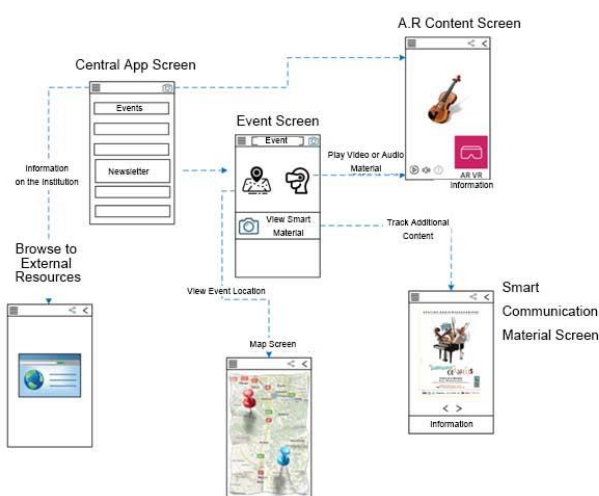 A.R Content Screen
Central App Screen
Events
Newsletter
Information
on the Institution
Event Screen
Event
View Smart
Material
Play Video or Audio
Material
AR VR
Information
Track Additional
Content
Browse to
External
Resources
View Event Location
Map Screen
Smart
Communication
Material Screen
Information